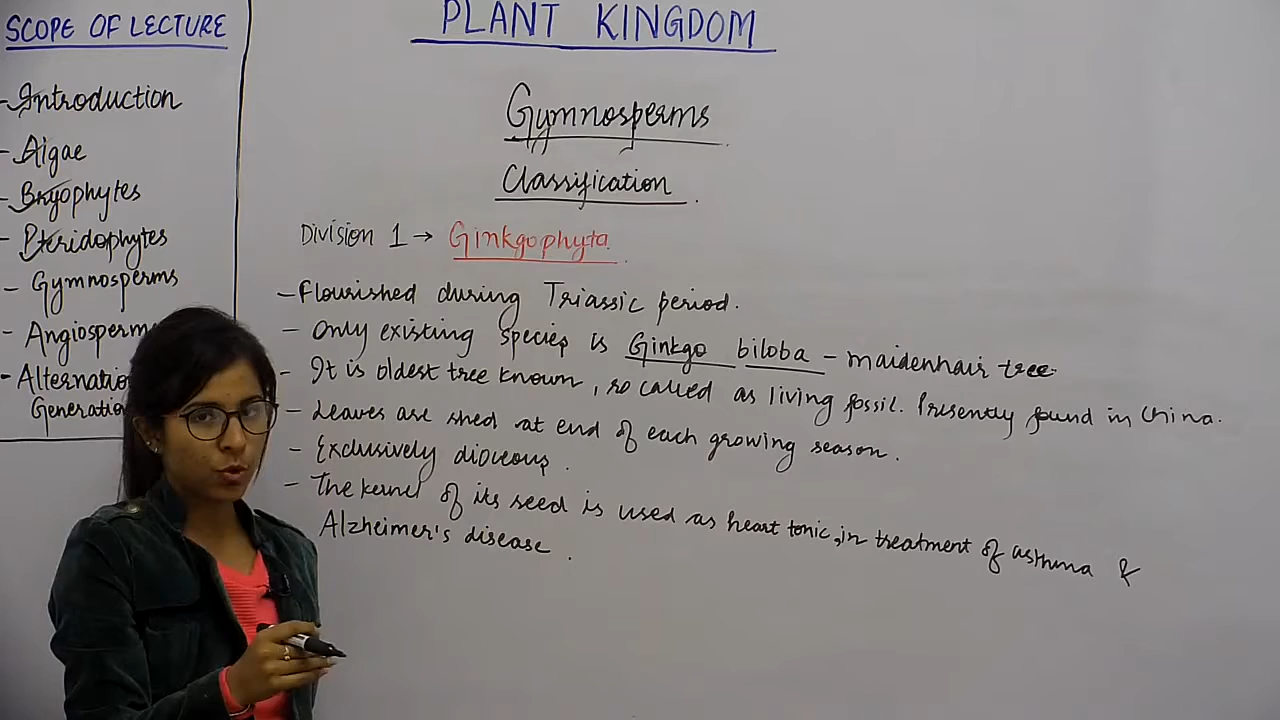 SCOPE OF LECTURE
- Introduction
- Algae
- Bryophytes
- Pteridophytes
- Gymnosperms
- Angiosperm
- Alternatio
Generatio
PLANT KINGDOM
Gymnosperms
Classification
Division 1 → Ginkgophyta
- Flourished during Triassic period.
- Only existing species is Ginkgo biloba - maidenhair tree
- It is oldest tree known, so called as living fossil. Presently found in China.
- Leaves are shed at end of each growing season.
- Exclusively dioceous.
- The kernel of its seed is used as heart tonic, in treatment of asthma &
Alzheimer's disease.